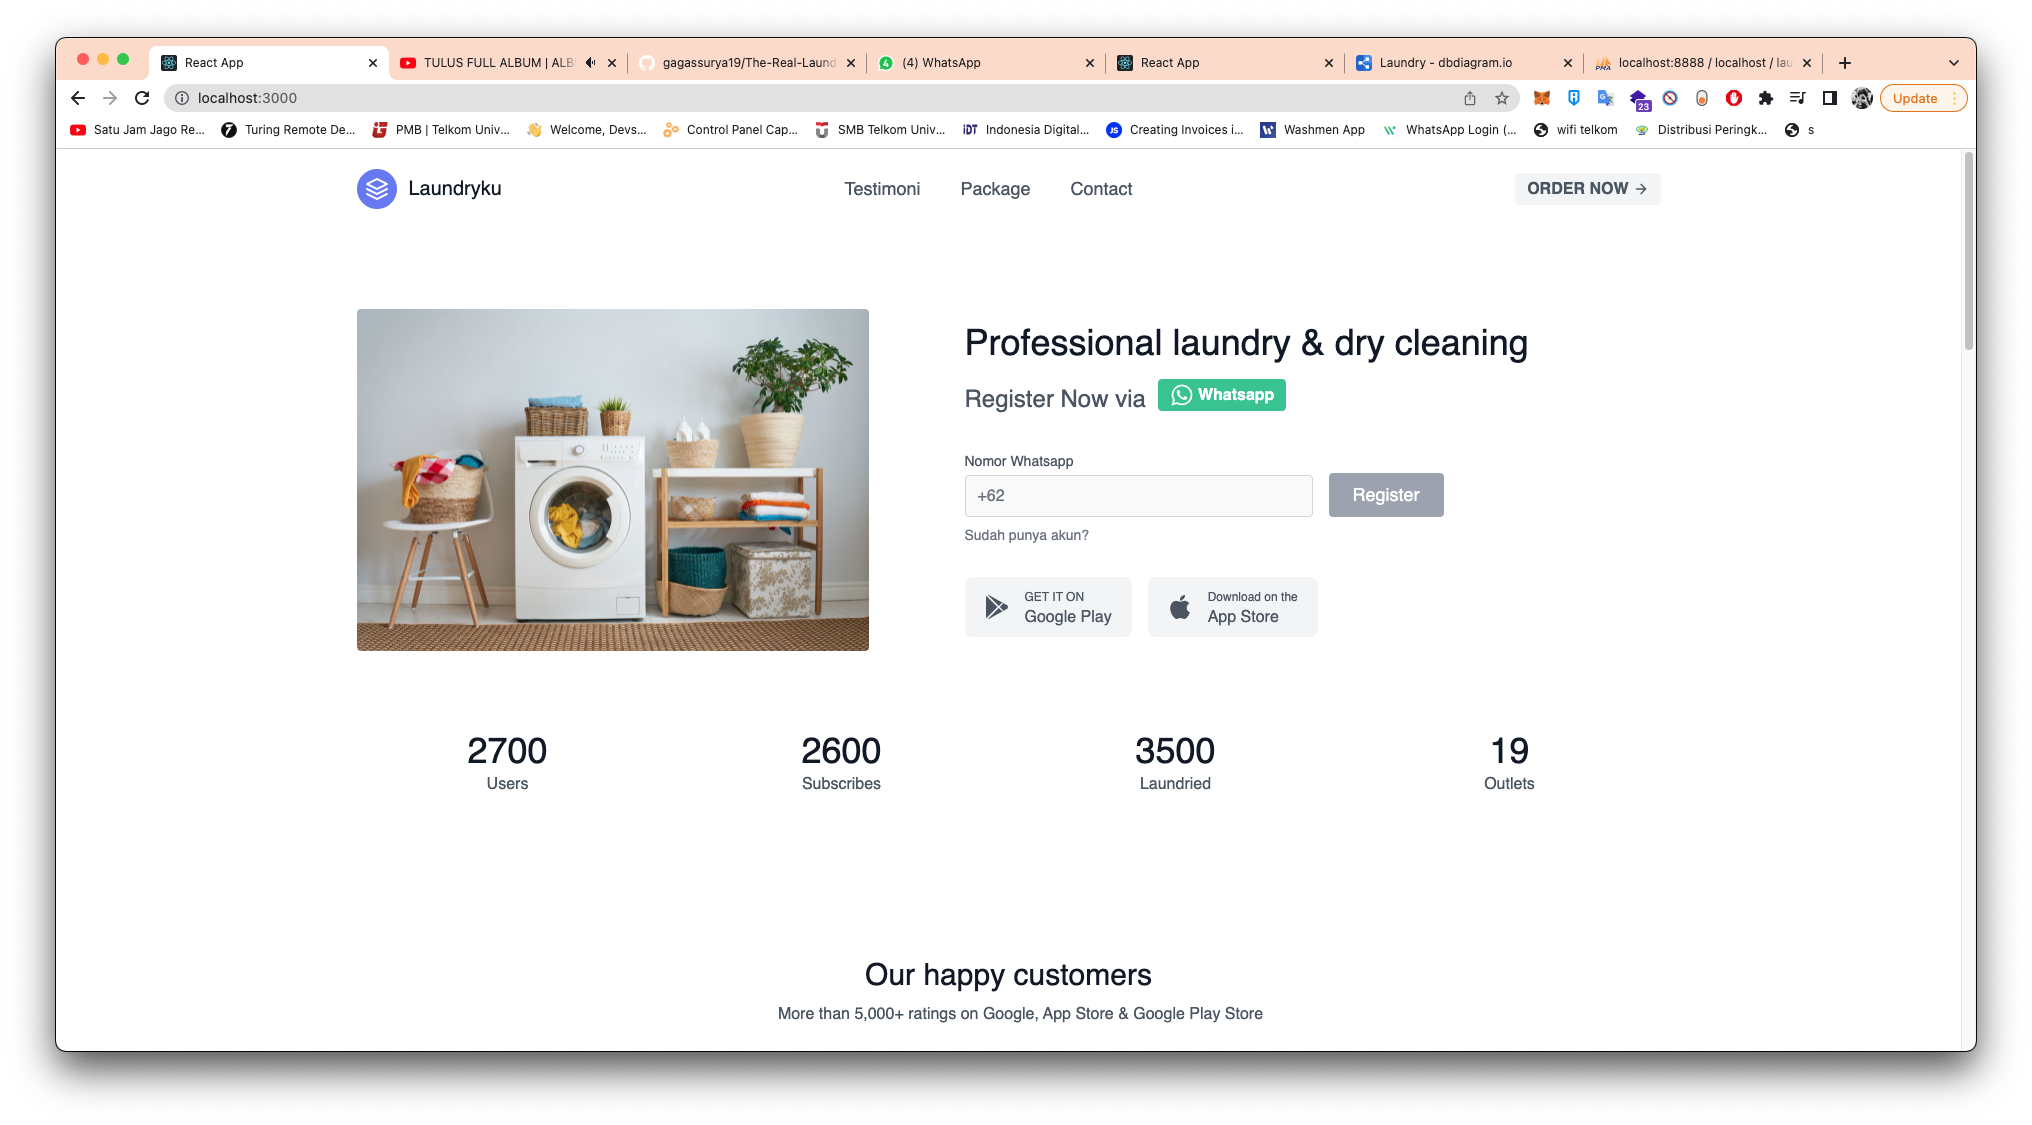 React App
TULUS FULL ALBUM | ALB
gagassurya19/The-Real-Laund
(4) WhatsApp
React App
Laundry - dbdiagram.io
localhost:8888 / localhost / lau
localhost:3000
23
Update
Satu Jam Jago Re...
Turing Remote De...
PMB | Telkom Univ...
Welcome, Devs...
Control Panel Cap...
SMB Telkom Univ...
IDT Indonesia Digital...
JS Creating Invoices i...
Washmen App
WhatsApp Login (...
wifi telkom
Distribusi Peringk...
s
Laundryku
Testimoni
Package
Contact
ORDER NOW →
Professional laundry & dry cleaning
Register Now via Whatsapp
Nomor Whatsapp
+62
Register
Sudah punya akun?
GET IT ON
Google Play
Download on the
App Store
2700
Users
2600
Subscribes
3500
Laundried
19
Outlets
Our happy customers
More than 5,000+ ratings on Google, App Store & Google Play Store